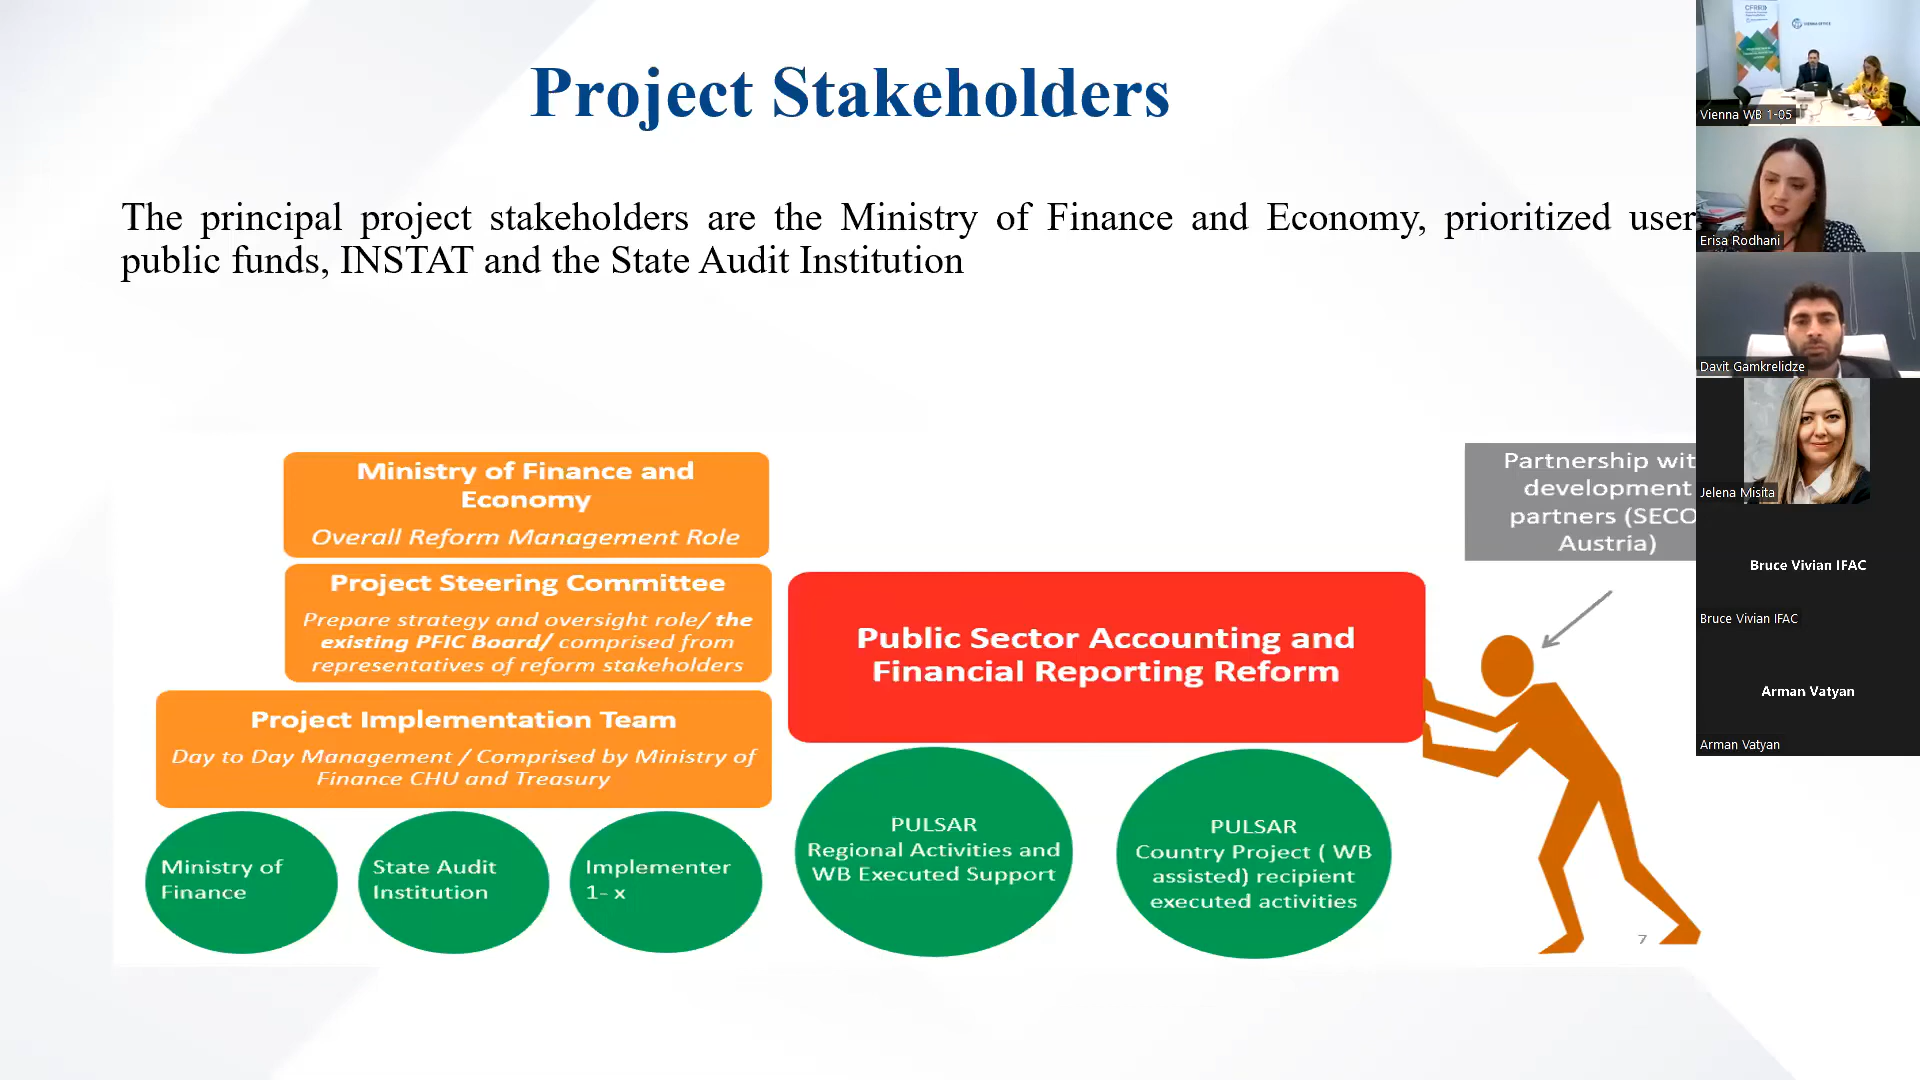 Project Stakeholders
The principal project stakeholders are the Ministry of Finance and Economy, prioritized user
public funds, INSTAT and the State Audit Institution
Ministry of Finance and
Economy
Overall Reform Management Role
Project Steering Committee
Prepare strategy and oversight role/ the
existing PFIC Board/ comprised from
representatives of reform stakeholders
Project Implementation Team
Day to Day Management / Comprised by Ministry of
Finance CHU and Treasury
Ministry of
Finance
State Audit
Institution
Implementer
1- x
Public Sector Accounting and
Financial Reporting Reform
PULSAR
Regional Activities and
WB Executed Support
PULSAR
Country Project ( WB
assisted) recipient
executed activities
Partnership wit
development
partners (SECO
Austria)
7
CFRR
VIENNA OFFICE
Vienna WB 1-05
Erisa Rodhani
Davit Gamkrelidze
Jelena Misita
Bruce Vivian IFAC
Bruce Vivian IFAC
Arman Vatyan
Arman Vatyan